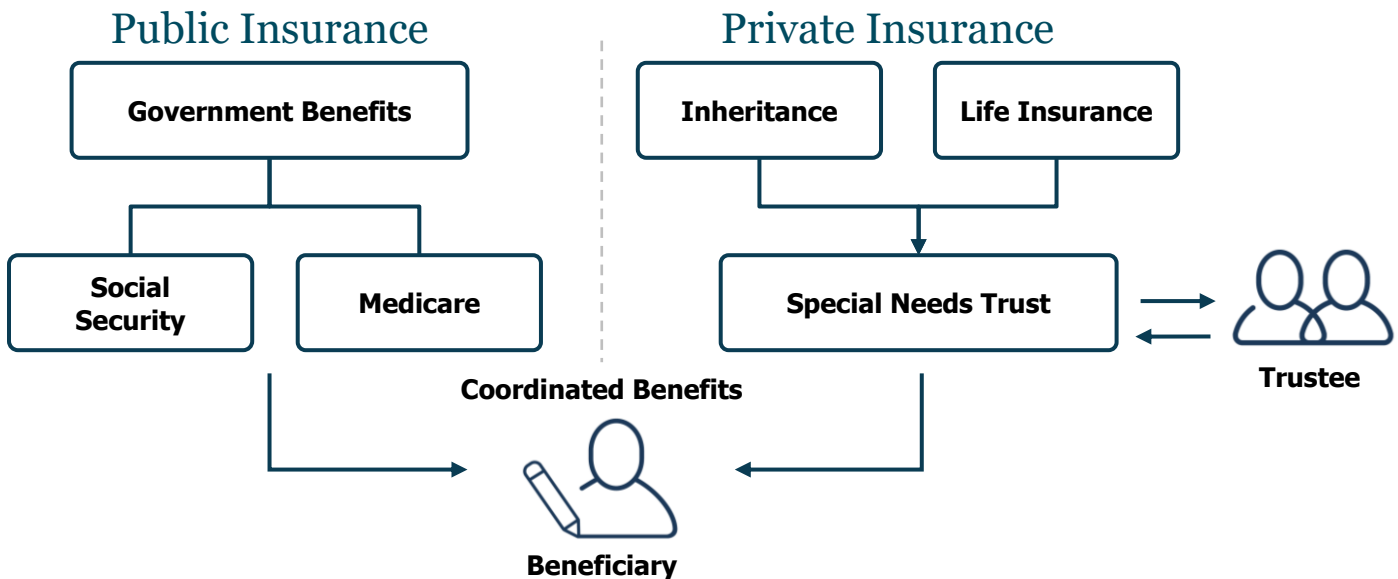 Public Insurance
Private Insurance
Government Benefits
Inheritance
Life Insurance
Social
Security
Medicare
Special Needs Trust
Trustee
Coordinated Benefits
Beneficiary